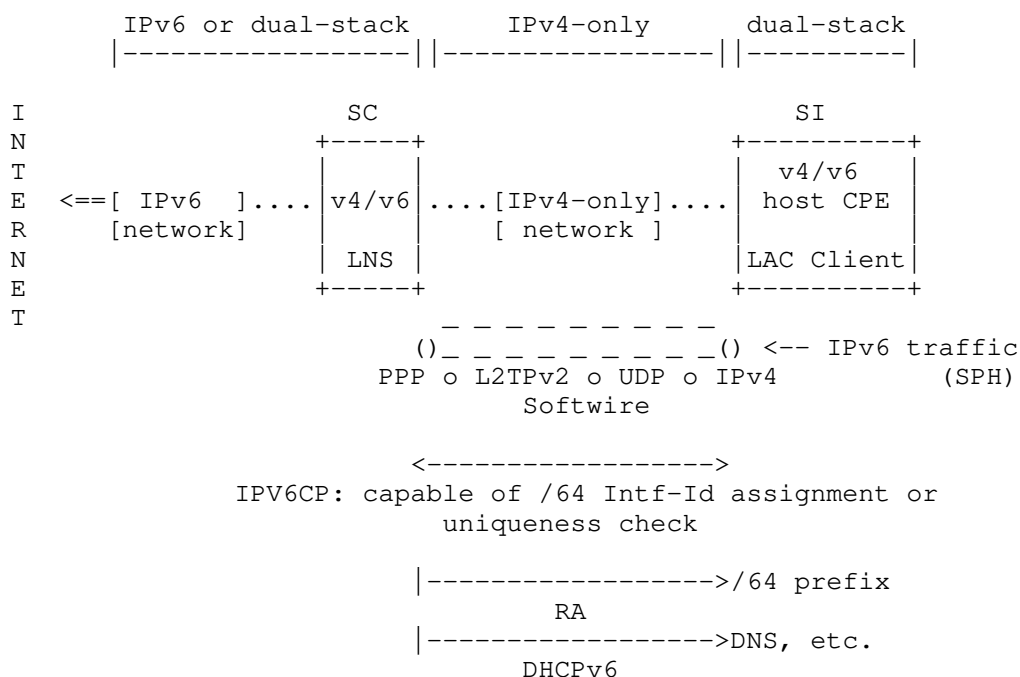 IPv6 or dual-stack      IPv4-only      dual-stack
      |------------------||-----------------||----------|

I                    SC                           SI
N                  +-----+                   +----------+
T                  |     |                   |  v4/v6   |
E  <==[ IPv6  ]....|v4/v6|....[IPv4-only]....| host CPE |
R     [network]    |     |    [ network ]    |          |
N                  | LNS |                   |LAC Client|
E                  +-----+                   +----------+
T                          _ _ _ _ _ _ _ _ _
                         ()_ _ _ _ _ _ _ _ _() <-- IPv6 traffic
                       PPP o L2TPv2 o UDP o IPv4          (SPH)
                                Softwire

                         <------------------>
              IPV6CP: capable of /64 Intf-Id assignment or
                           uniqueness check

                         |------------------>/64 prefix
                                  RA
                         |------------------>DNS, etc.
                                DHCPv6